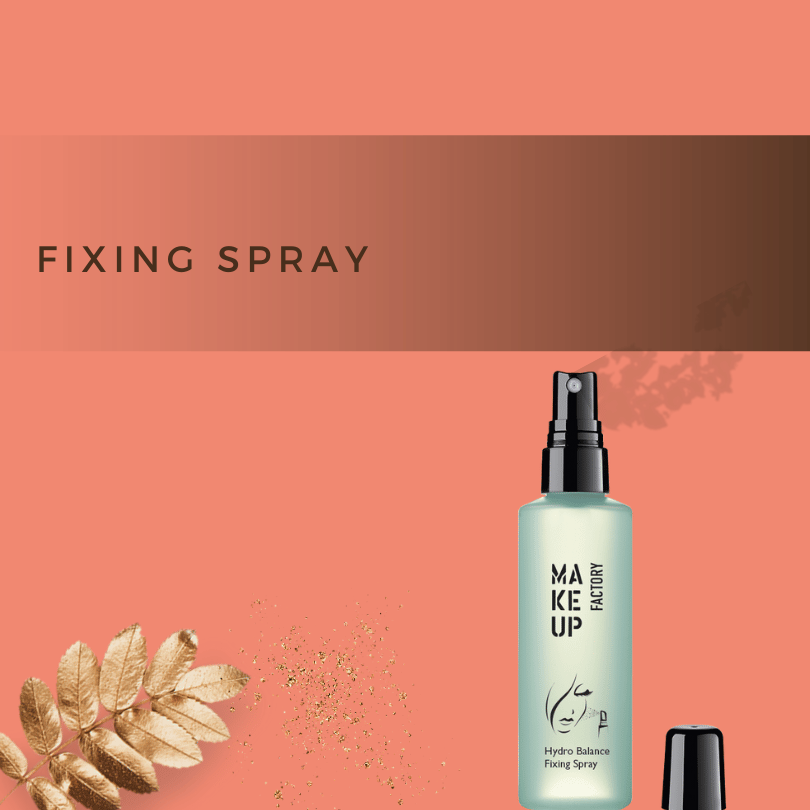 FIXING SPRAY
MA
KE
UP
FACTORY
Hydro Balance
Fixing Spray